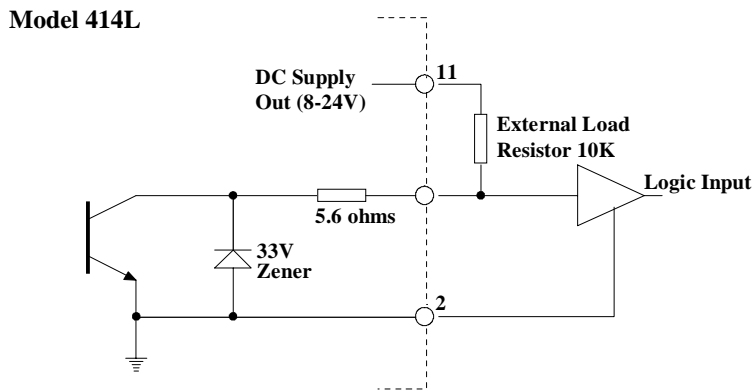 Model 414L
DC Supply
Out (8-24V)
11
External Load
Resistor 10K
Logic Input
5.6 ohms
33V
Zener
2